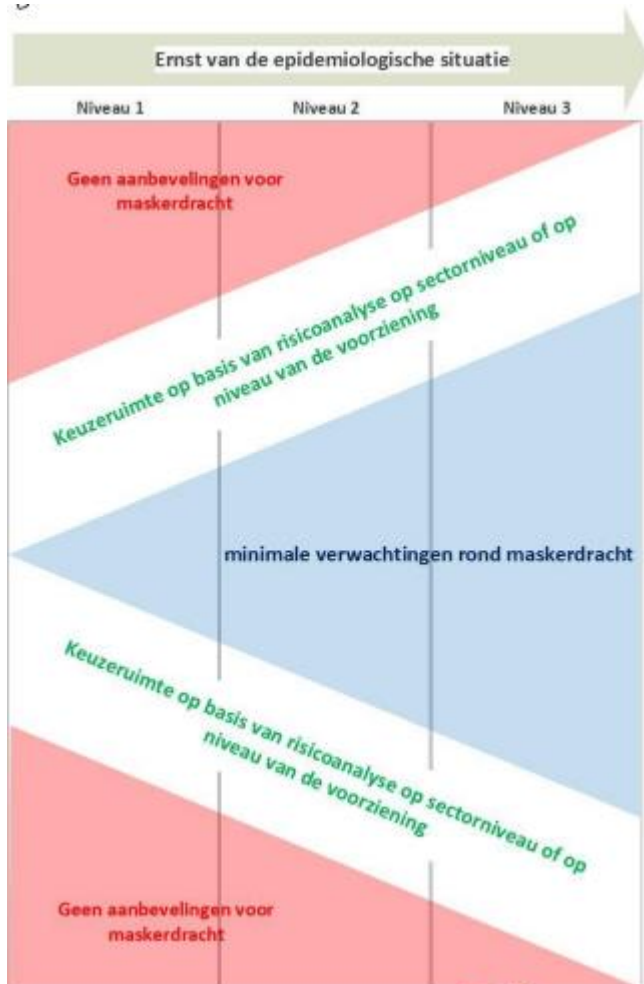 Ernst van de epidemiologische situatie
Niveau 1 Niveau 2 Niveau 3
Geen aanbevelingen voor
maskerdracht
Keuzeruimte op basis van risicoanalyse op sectorniveau of op
niveau van de voorziening
minimale verwachtingen rond maskerdracht
Keuzeruimte op basis van risicoanalyse op sectorniveau of op
niveau van de voorziening
Geen aanbevelingen voor
maskerdracht